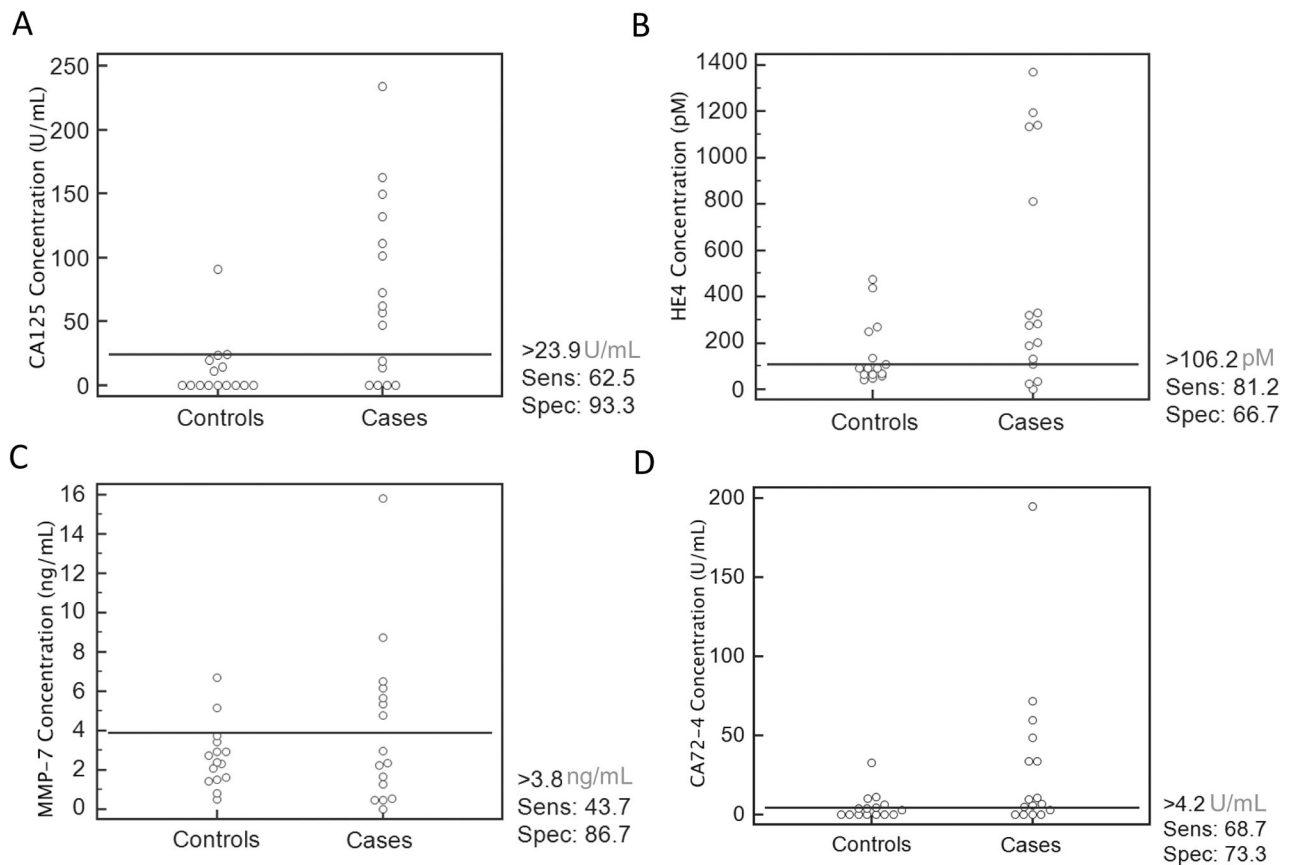 A
CA125 Concentration (U/mL)
250
200
150
100
50
0
Controls Cases
>23.9 U/mL
Sens: 62.5
Spec: 93.3
B
HE4 Concentration (pM)
1400
1200
1000
800
600
400
200
0
Controls Cases
>106.2 pM
Sens: 81.2
Spec: 66.7
C
MMP-7 Concentration (ng/mL)
16
14
12
10
8
6
4
2
0
Controls Cases
>3.8 ng/mL
Sens: 43.7
Spec: 86.7
D
CA72-4 Concentration (U/mL)
200
150
100
50
0
Controls Cases
>4.2 U/mL
Sens: 68.7
Spec: 73.3